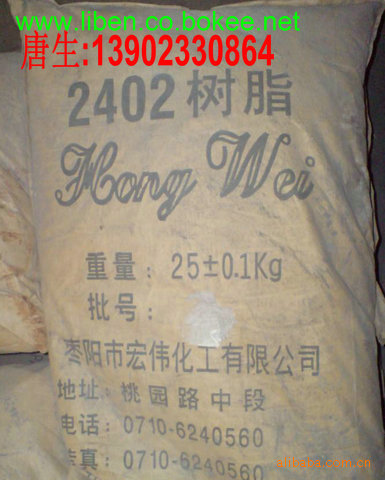 www.liben.co.bokee.net
唐生:13902330864
2402树脂
Hong Wei
重量：25±0.1Kg
批号：
枣阳市宏伟化工有限公司
地址：桃园路中段
电话：0710-6240560
传真：0710-6240560